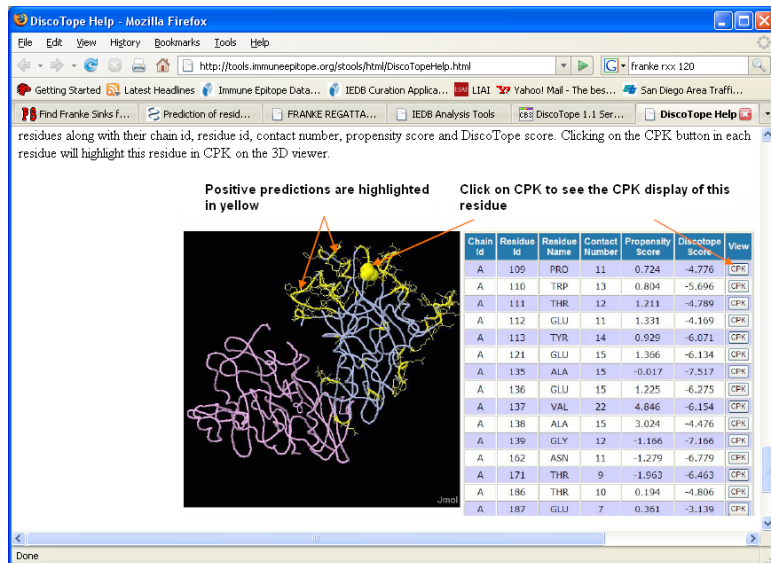 DiscoTope Help - Mozilla Firefox
File Edit View History Bookmarks Tools Help
http://tools.immuneepitope.org/stools/html/DiscoTopeHelp.html
G franke rxx 120
Getting Started Latest Headlines Immune Epitope Data... IEDB Curation Applica... LIAI Yahoo! Mail - The bes... San Diego Area Traffi...
Find Franke Sinks f... Prediction of resid... FRANKE REGATTA... IEDB Analysis Tools CBS DiscoTope 1.1 Ser... DiscoTope Help
residues along with their chain id, residue id, contact number, propensity score and DiscoTope score. Clicking on the CPK button in each
residue will highlight this residue in CPK on the 3D viewer.
Positive predictions are highlighted
in yellow
Click on CPK to see the CPK display of this
residue
Chain Id Residue Id Residue Name Contact Number Propensity Score Discotope Score View
A 109 PRO 11 0.724 -4.776 CPK
A 110 TRP 13 0.804 -5.696 CPK
A 111 THR 12 1.211 -4.789 CPK
A 112 GLU 11 1.331 -4.169 CPK
A 113 TYR 14 0.929 -6.071 CPK
A 121 GLU 15 1.366 -6.134 CPK
A 135 ALA 15 -0.017 -7.517 CPK
A 136 GLU 15 1.225 -6.275 CPK
A 137 VAL 22 4.846 -6.154 CPK
A 138 ALA 15 3.024 -4.476 CPK
A 139 GLY 12 -1.166 -7.166 CPK
A 162 ASN 11 -1.279 -6.779 CPK
A 171 THR 9 -1.963 -6.463 CPK
A 186 THR 10 0.194 -4.806 CPK
A 187 GLU 7 0.361 -3.139 CPK
Jmol
Done